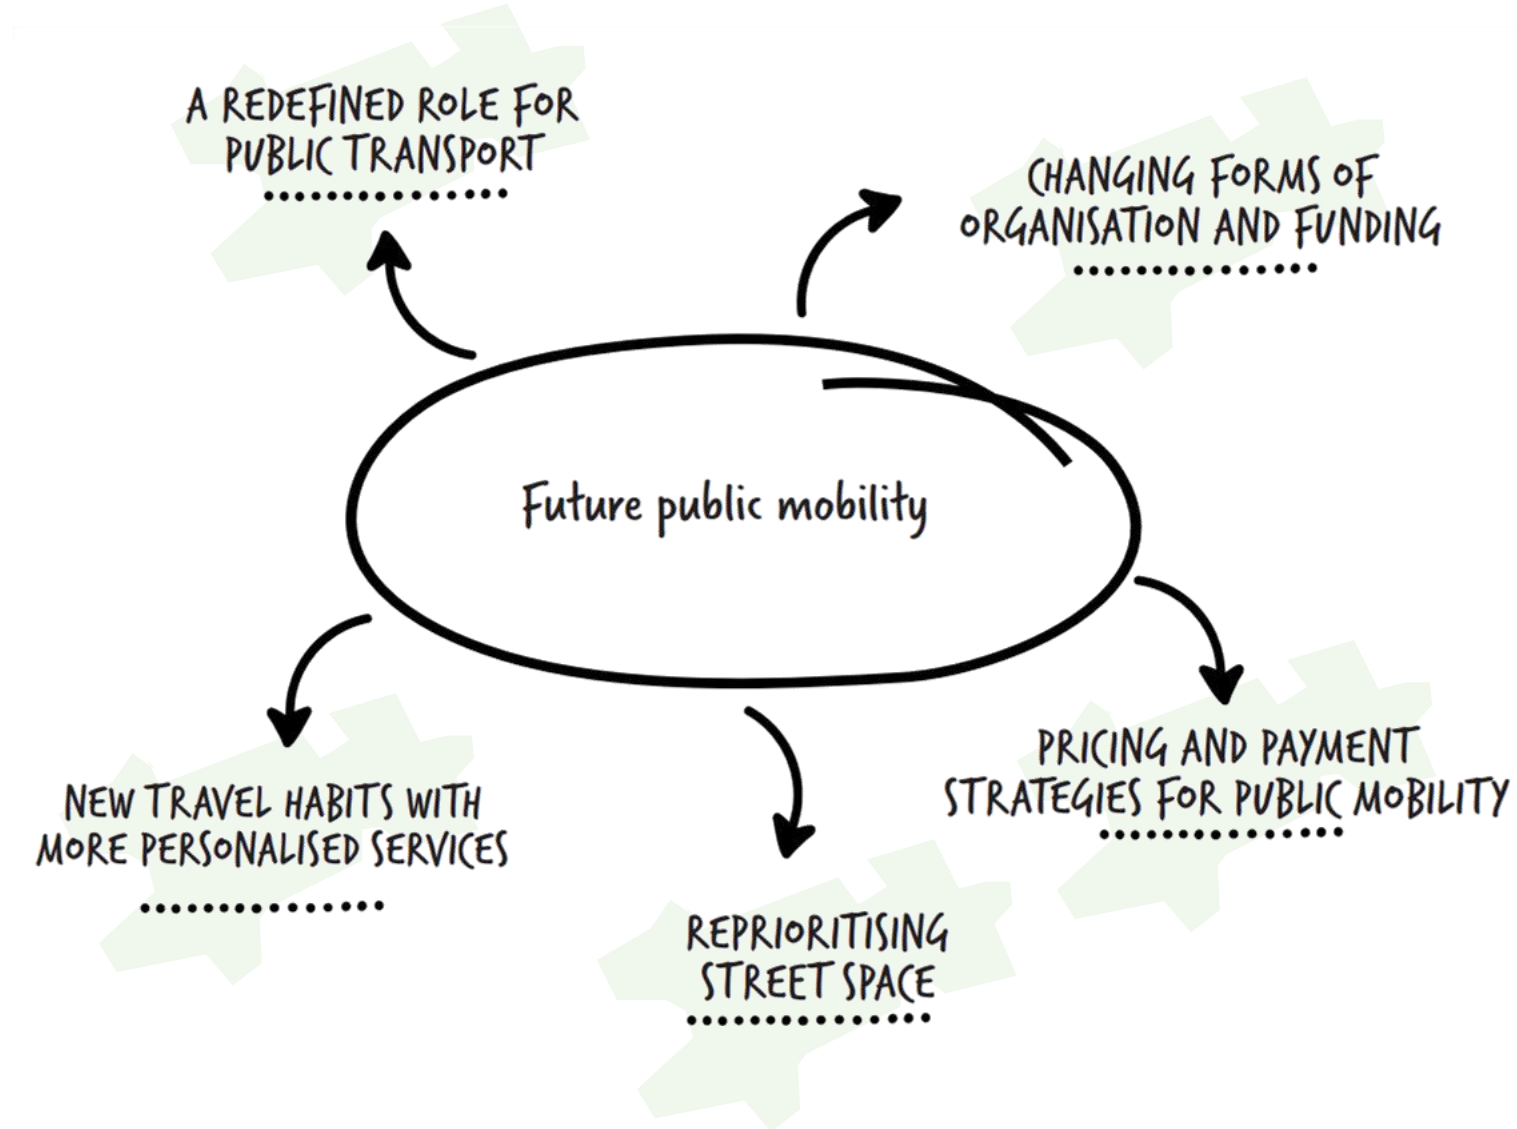 A REDEFINED ROLE FOR
PUBLIC TRANSPORT
CHANGING FORMS OF
ORGANISATION AND FUNDING
Future public mobility
NEW TRAVEL HABITS WITH
MORE PERSONALISED SERVICES
REPRIORITISING
STREET SPACE
PRICING AND PAYMENT
STRATEGIES FOR PUBLIC MOBILITY